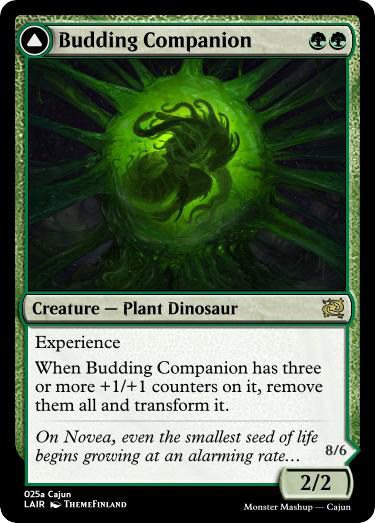 Budding Companion
Creature — Plant Dinosaur
Experience
When Budding Companion has three
or more +1/+1 counters on it, remove
them all and transform it.
On Novea, even the smallest seed of life
begins growing at an alarming rate…
8/6
2/2
025a Cajun
LAIR ThemeFinland
Monster Mashup — Cajun